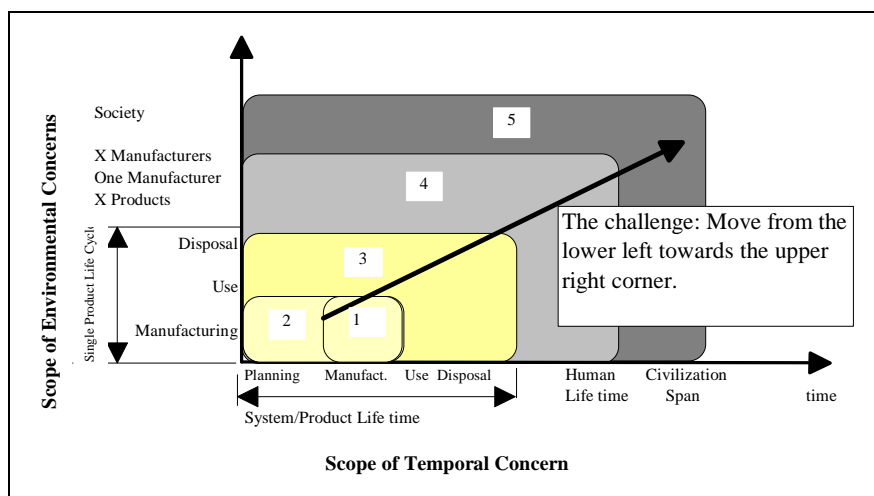 Scope of Environmental Concerns
Single Product Life Cycle
Society
X Manufacturers
One Manufacturer
X Products
Disposal
Use
Manufacturing
5
4
3
2
1
The challenge: Move from the
lower left towards the upper
right corner.
Planning Manufact. Use Disposal
Human
Life time
Civilization
Span
time
System/Product Life time
Scope of Temporal Concern